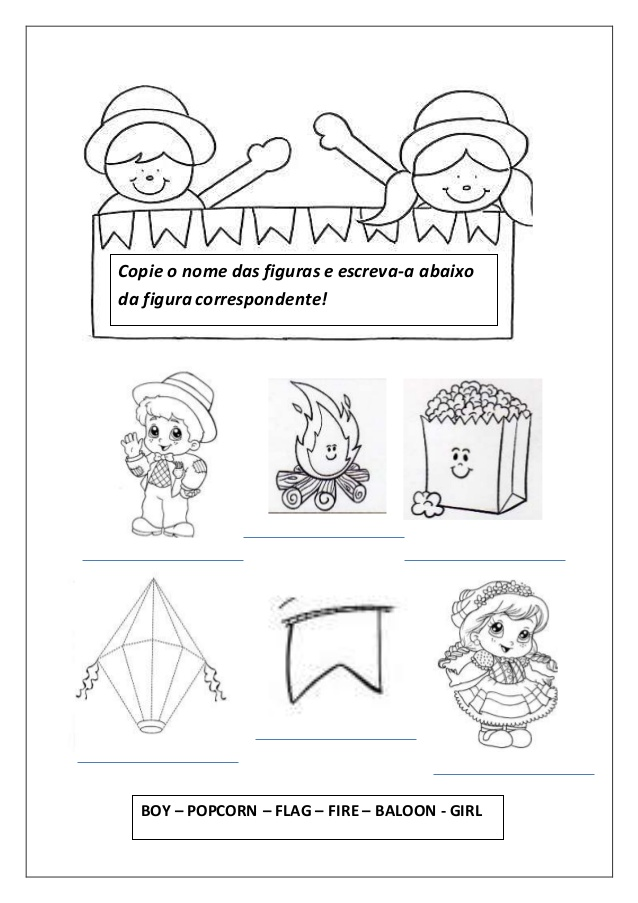 Copie o nome das figuras e escreva-a abaixo
da figura correspondente!
BOY – POPCORN – FLAG – FIRE – BALOON - GIRL